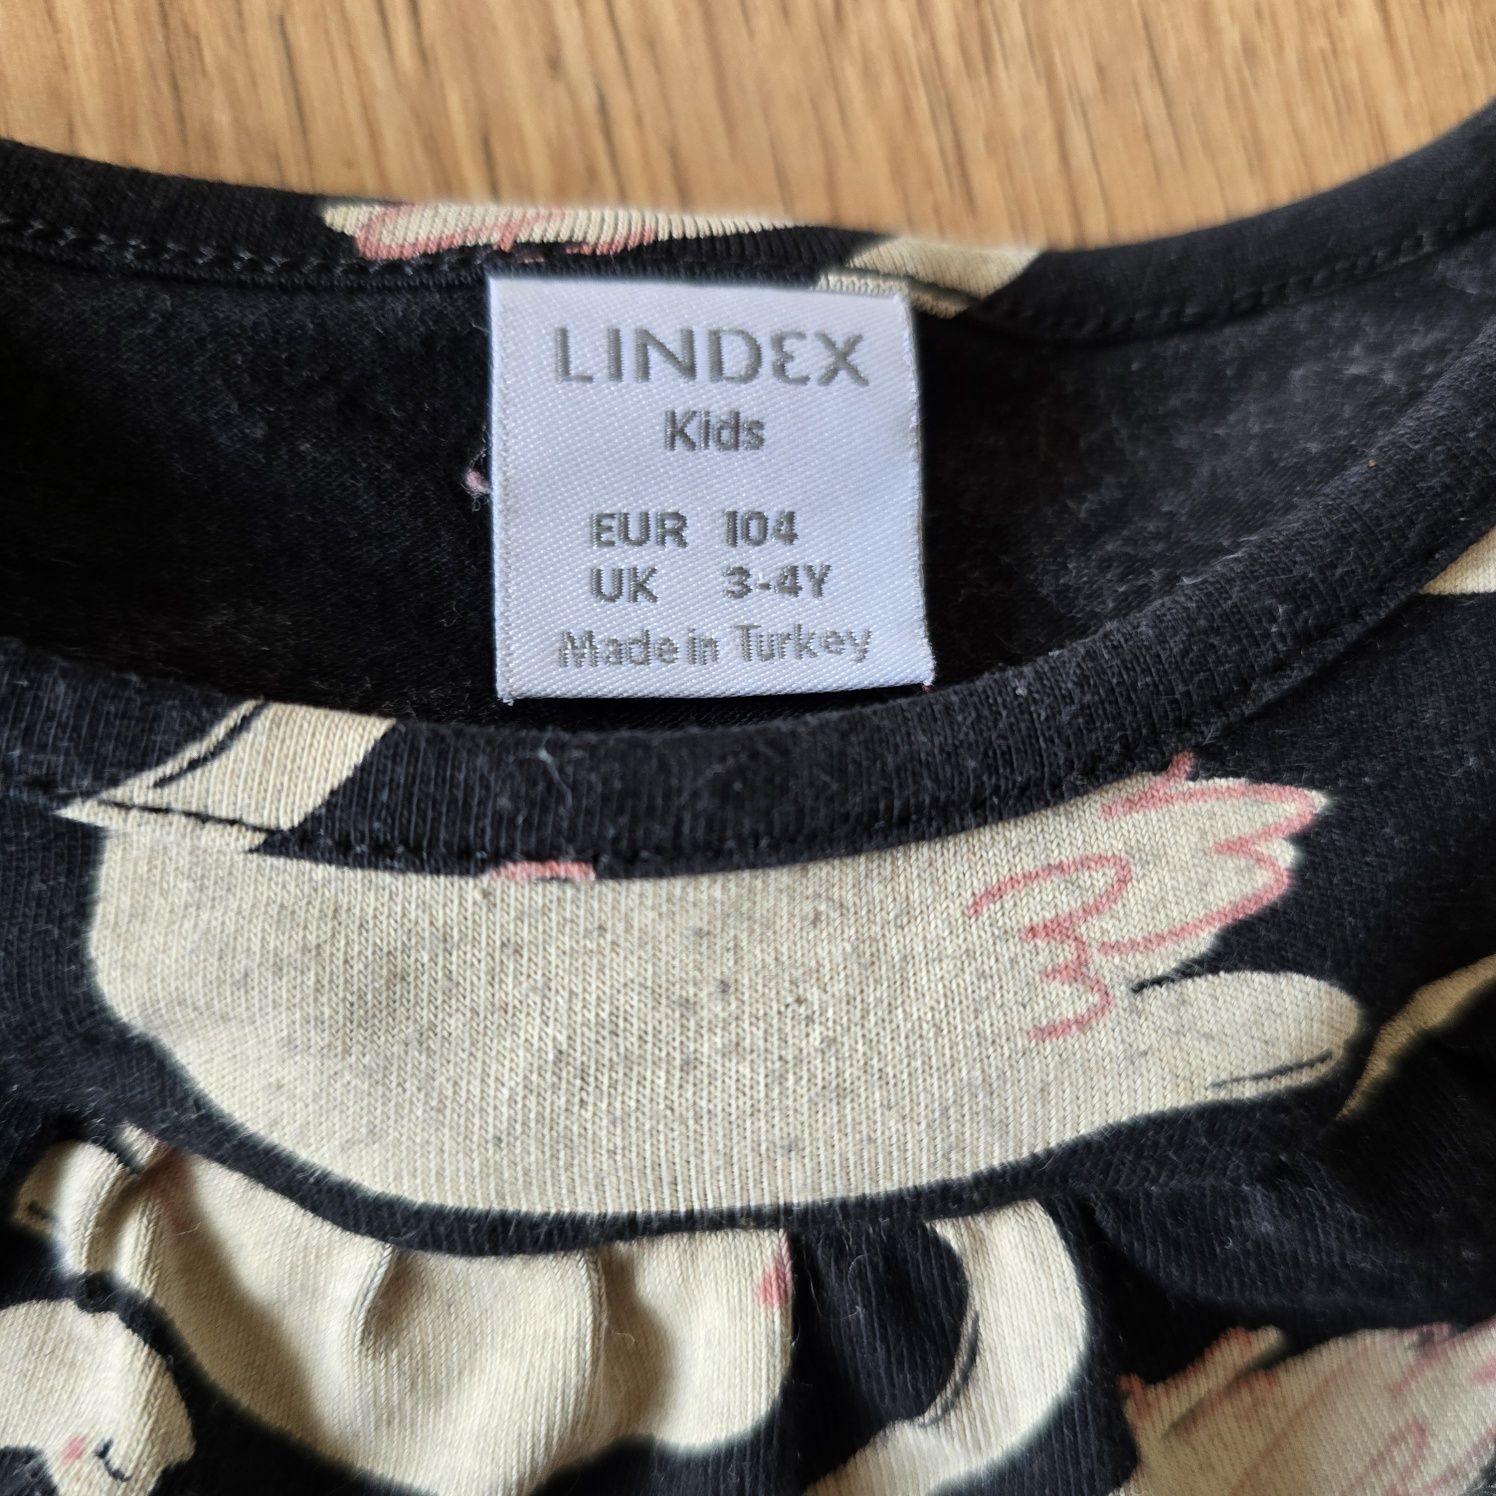 LINDEX
Kids
EUR 104
UK 3-4Y
Made in Turkey